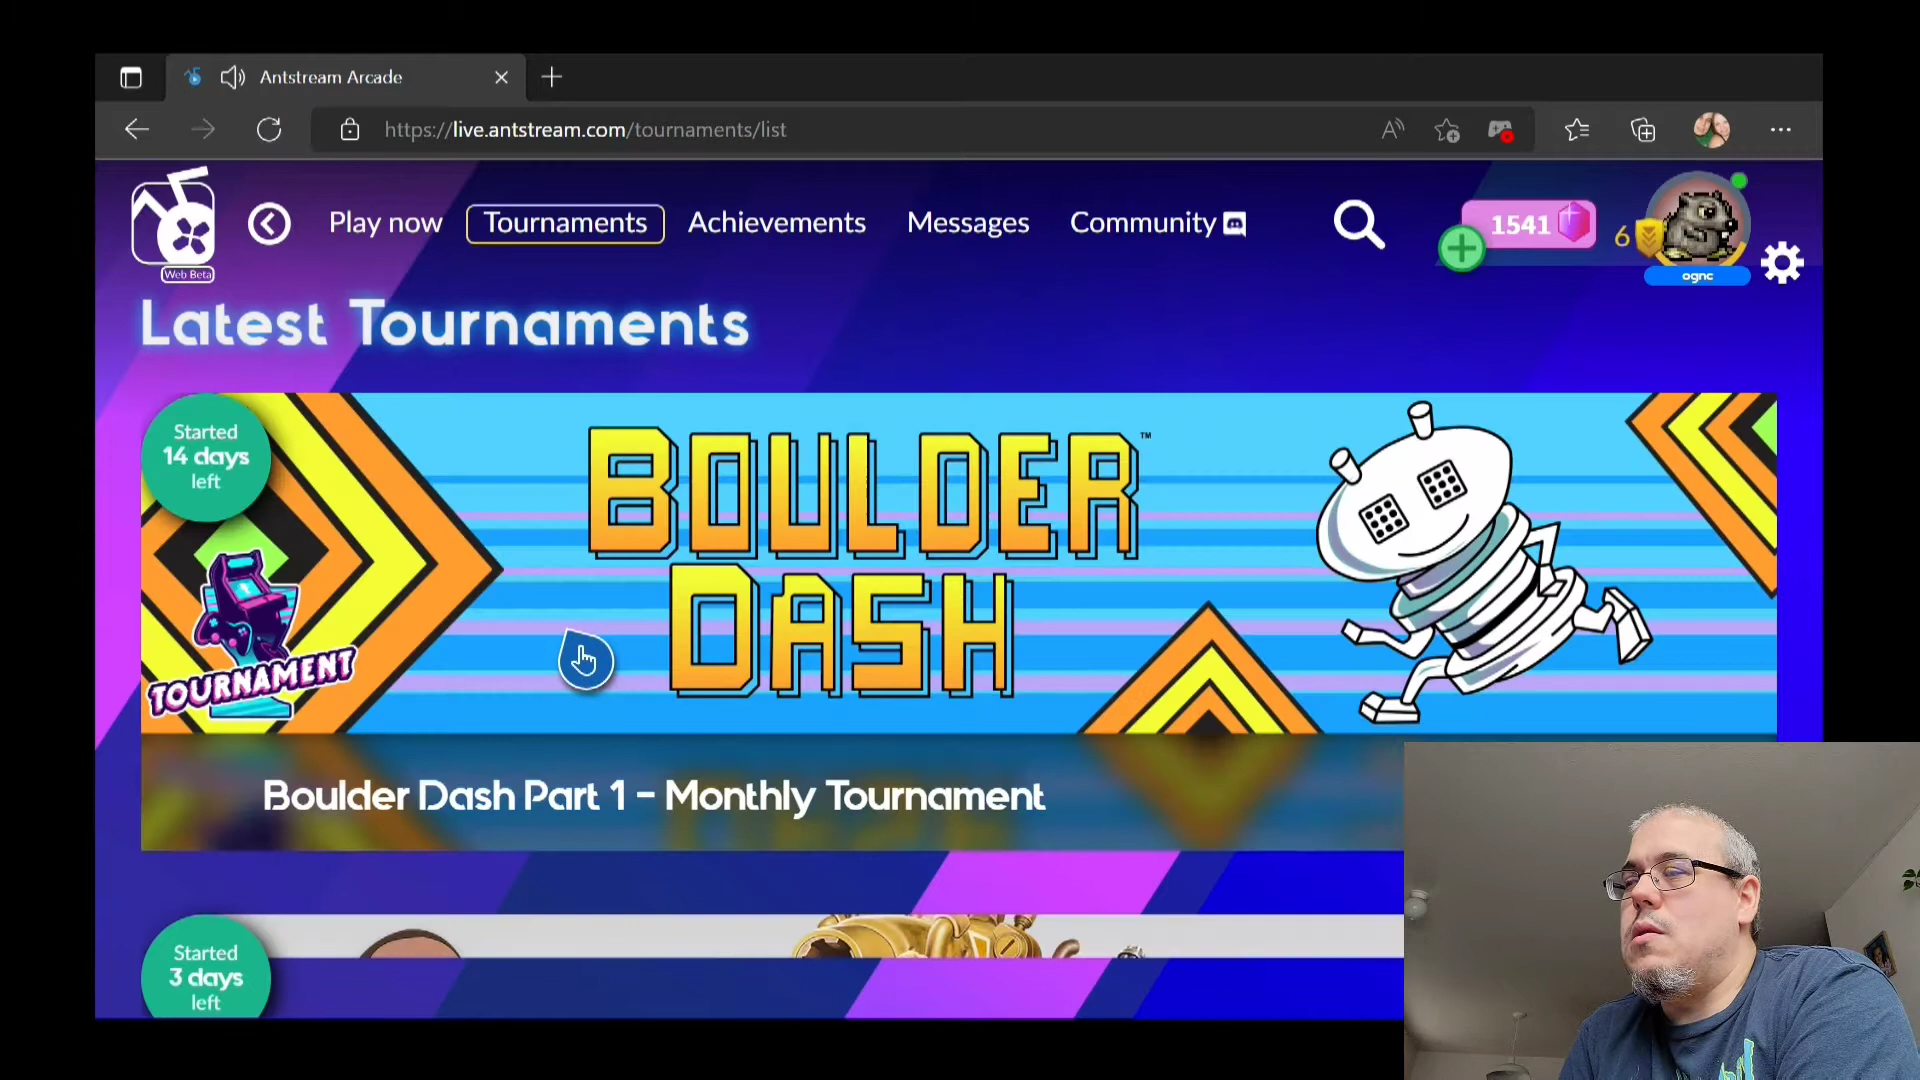 Antstream Arcade
https://live.antstream.com/tournaments/list
Web Beta
Play now
Tournaments
Achievements
Messages
Community
1541
6
ognc
Latest Tournaments
Started
14 days
left
BOULDER
DASH
™
TOURNAMENT
Boulder Dash Part 1 - Monthly Tournament
Started
3 days
left